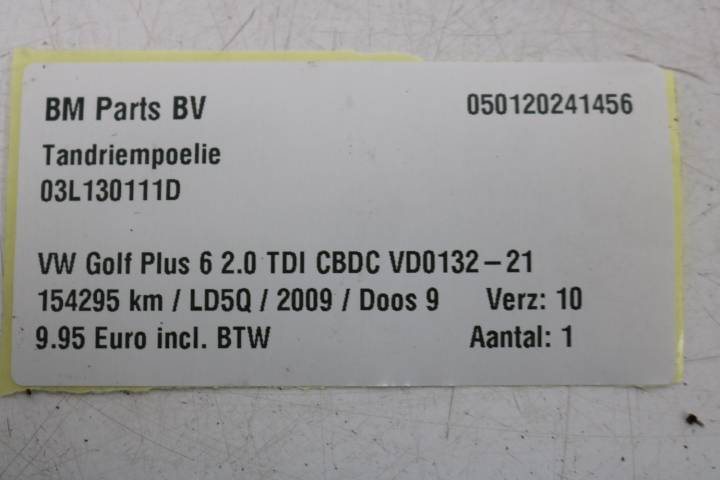 BM Parts BV 050120241456
Tandriempoelie
03L130111D
VW Golf Plus 6 2.0 TDI CBDC VD0132-21
154295 km / LD5Q / 2009 / Doos 9 Verz: 10
9.95 Euro incl. BTW Aantal: 1